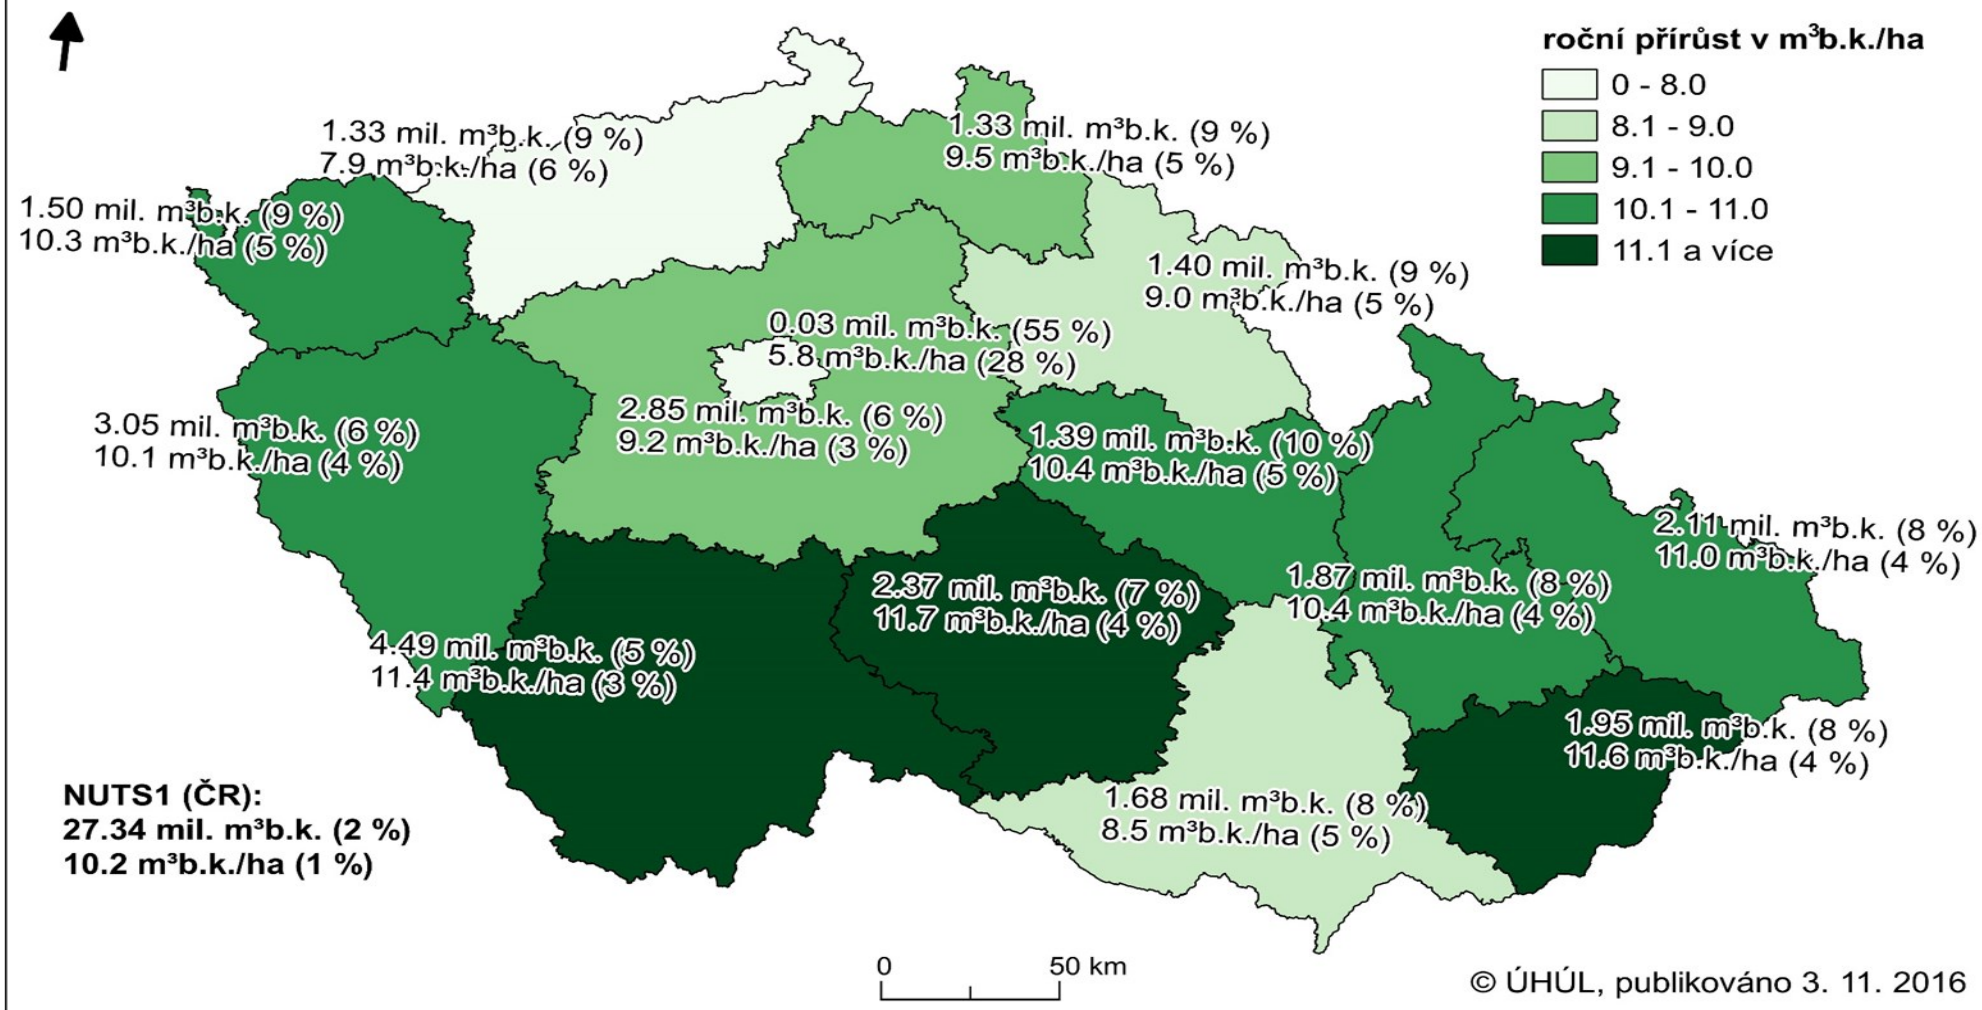 roční přírůst v m³b.k./ha
0 - 8.0
8.1 - 9.0
9.1 - 10.0
10.1 - 11.0
11.1 a více
1.33 mil. m³b.k. (9 %)
7.9 m³b.k./ha (6 %)
1.33 mil. m³b.k. (9 %)
9.5 m³b.k./ha (5 %)
1.50 mil. m³b.k. (9 %)
10.3 m³b.k./ha (5 %)
1.40 mil. m³b.k. (9 %)
9.0 m³b.k./ha (5 %)
0.03 mil. m³b.k. (55 %)
5.8 m³b.k./ha (28 %)
2.85 mil. m³b.k. (6 %)
9.2 m³b.k./ha (3 %)
3.05 mil. m³b.k. (6 %)
10.1 m³b.k./ha (4 %)
1.39 mil. m³b.k. (10 %)
10.4 m³b.k./ha (5 %)
2.11 mil. m³b.k. (8 %)
11.0 m³b.k./ha (4 %)
2.37 mil. m³b.k. (7 %)
11.7 m³b.k./ha (4 %)
1.87 mil. m³b.k. (8 %)
10.4 m³b.k./ha (4 %)
4.49 mil. m³b.k. (5 %)
11.4 m³b.k./ha (3 %)
1.95 mil. m³b.k. (8 %)
11.6 m³b.k./ha (4 %)
1.68 mil. m³b.k. (8 %)
8.5 m³b.k./ha (5 %)
NUTS1 (ČR):
27.34 mil. m³b.k. (2 %)
10.2 m³b.k./ha (1 %)
0 50 km
© ÚHÚL, publikováno 3. 11. 2016